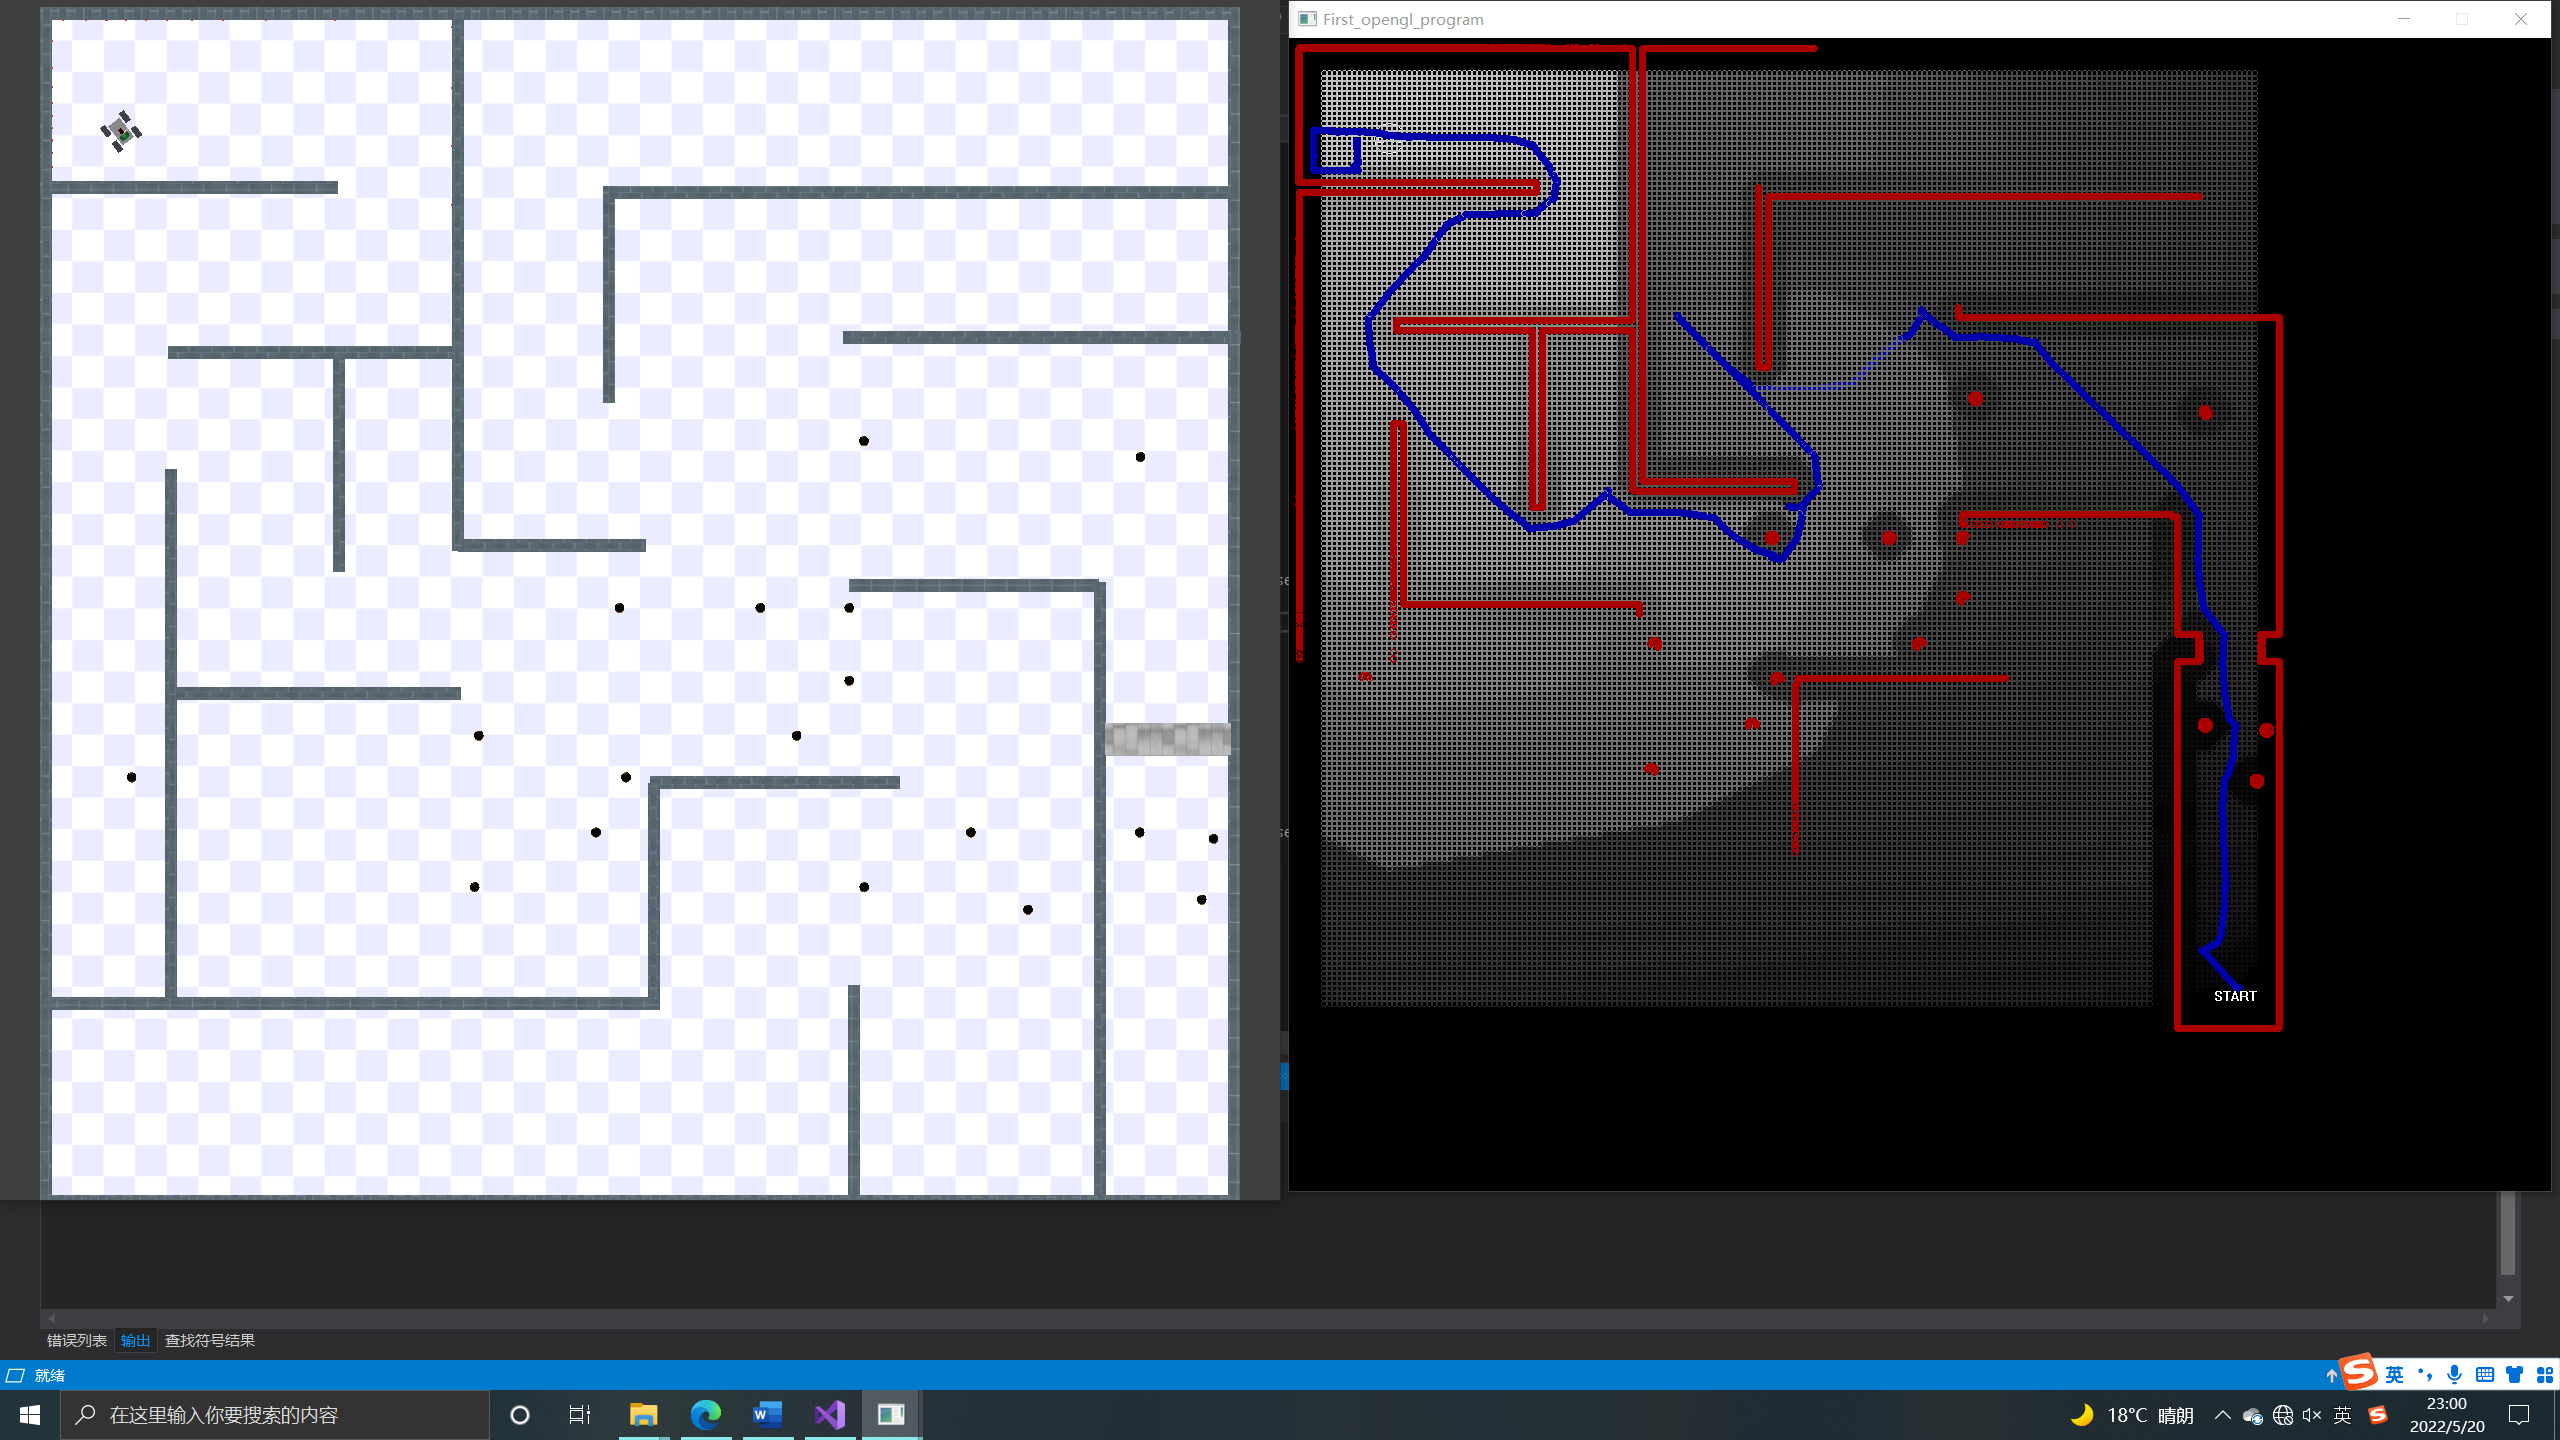 First_opengl_program
se
se
START
错误列表 输出 查找符号结果
就绪
英
在这里输入你要搜索的内容
18°C 晴朗
英
23:00
2022/5/20